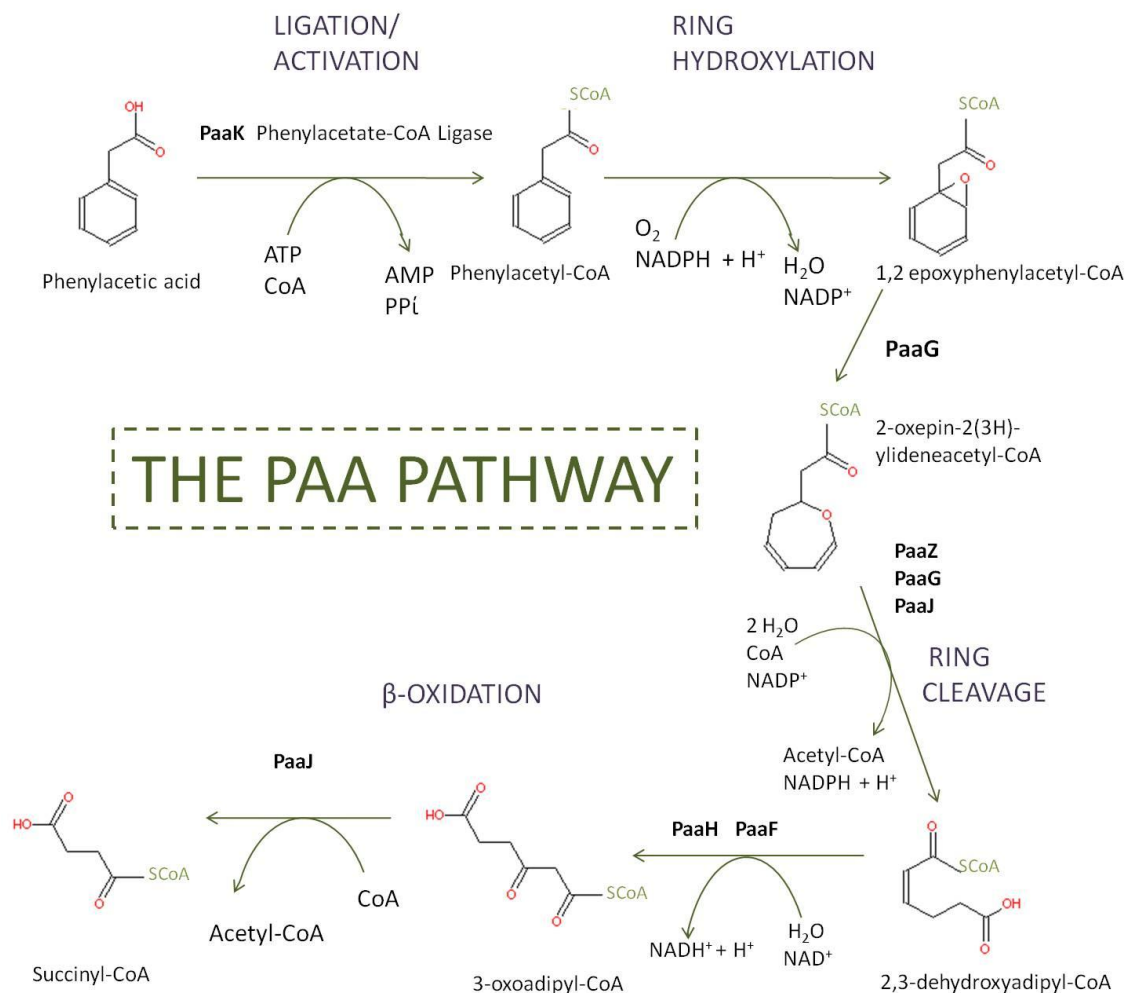 LIGATION/
ACTIVATION
RING
HYDROXYLATION
OH
O
PaaK Phenylacetate-CoA Ligase
SCoA
O
SCoA
O
O
ATP
CoA
AMP
PPi
O₂
NADPH + H⁺
H₂O
NADP⁺
Phenylacetic acid
Phenylacetyl-CoA
1,2 epoxyphenylacetyl-CoA
PaaG
SCoA
O
O
2-oxepin-2(3H)-
ylideneacetyl-CoA
THE PAA PATHWAY
PaaZ
PaaG
PaaJ
2 H₂O
CoA
NADP⁺
RING
CLEAVAGE
Acetyl-CoA
NADPH + H⁺
β-OXIDATION
PaaJ
O
HO
SCoA
O
CoA
Acetyl-CoA
Succinyl-CoA
O
HO
O
O
SCoA
3-oxoadipyl-CoA
PaaH PaaF
NADH⁺ + H⁺
H₂O
NAD⁺
O
SCoA
OH
O
2,3-dehydroxyadipyl-CoA